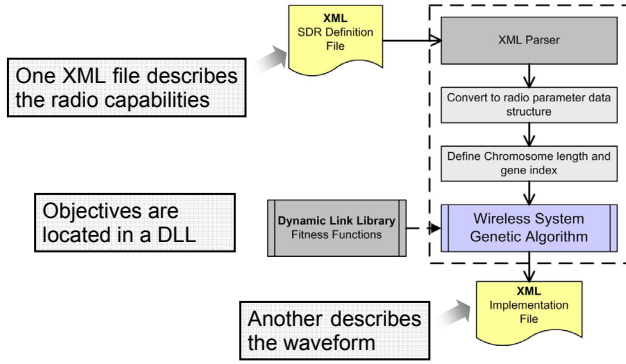 XML
SDR Definition
File
XML Parser
One XML file describes
the radio capabilities
Convert to radio parameter data
structure
Define Chromosome length and
gene index
Objectives are
located in a DLL
Dynamic Link Library
Fitness Functions
Wireless System
Genetic Algorithm
XML
Implementation
File
Another describes
the waveform